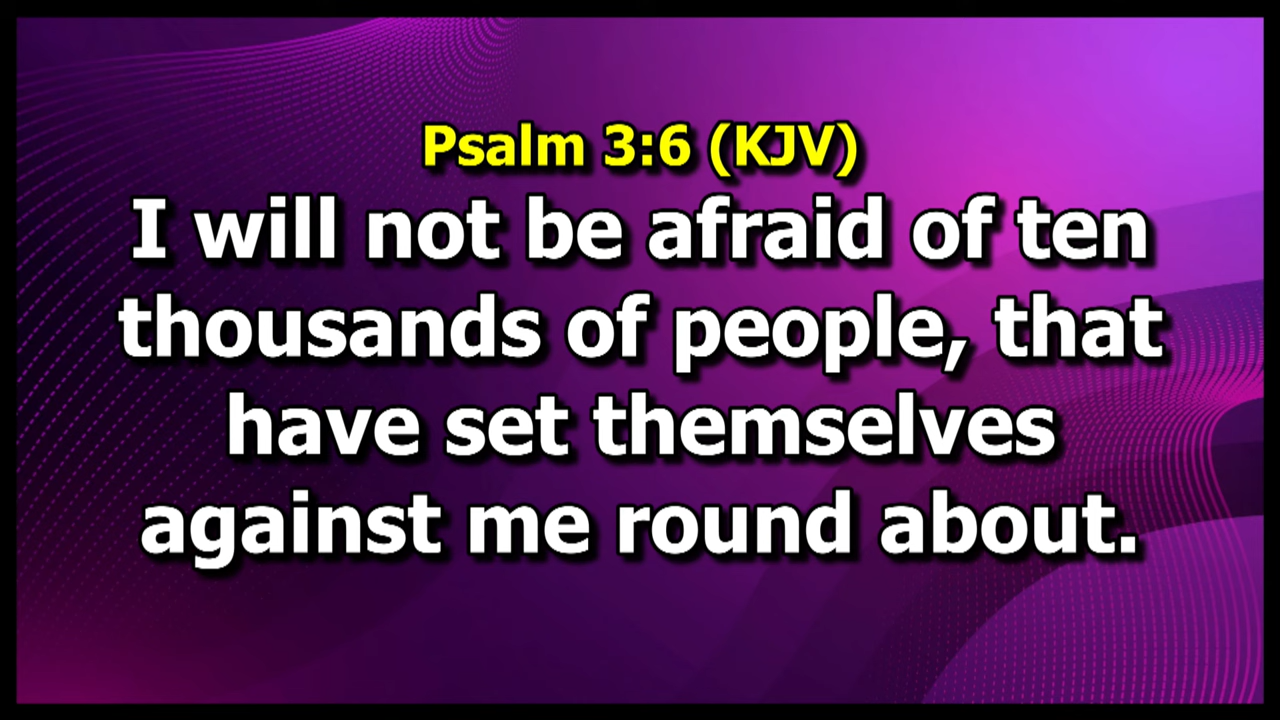 Psalm 3:6 (KJV)
I will not be afraid of ten
thousands of people, that
have set themselves
against me round about.